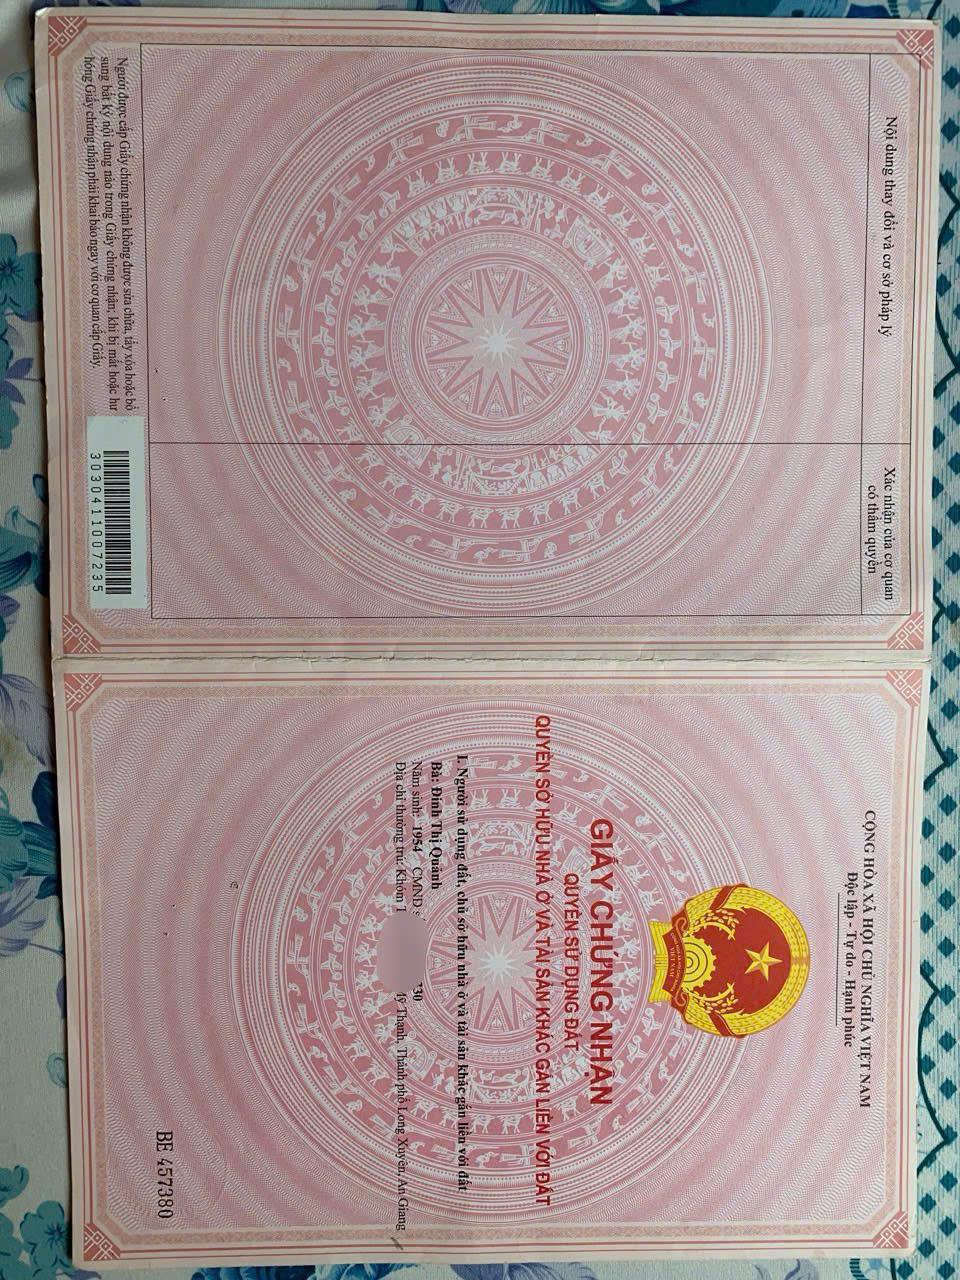 Nội dung thay đổi và cơ sở pháp lý
Xác nhận của cơ quan
có thẩm quyền
Người được cấp Giấy chứng nhận không được sửa chữa, tẩy xóa hoặc bổ
sung bất kỳ nội dung nào trong Giấy chứng nhận; khi bị mất hoặc hư
hỏng Giấy chứng nhận phải khai báo ngay với cơ quan cấp Giấy.
3030411007235
CỘNG HÒA XÃ HỘI CHỦ NGHĨA VIỆT NAM
Độc lập - Tự do - Hạnh phúc
VIỆT NAM
GIẤY CHỨNG NHẬN
QUYỀN SỬ DỤNG ĐẤT
QUYỀN SỞ HỮU NHÀ Ở VÀ TÀI SẢN KHÁC GẮN LIỀN VỚI ĐẤT
I. Người sử dụng đất, chủ sở hữu nhà ở và tài sản khác gắn liền với đất
Bà: Đinh Thị Quảnh
Năm sinh: 1954 CMND 230
Địa chỉ thường trú: Khóm Thạnh, Thành phố Long Xuyên, An Giang
BE 457380